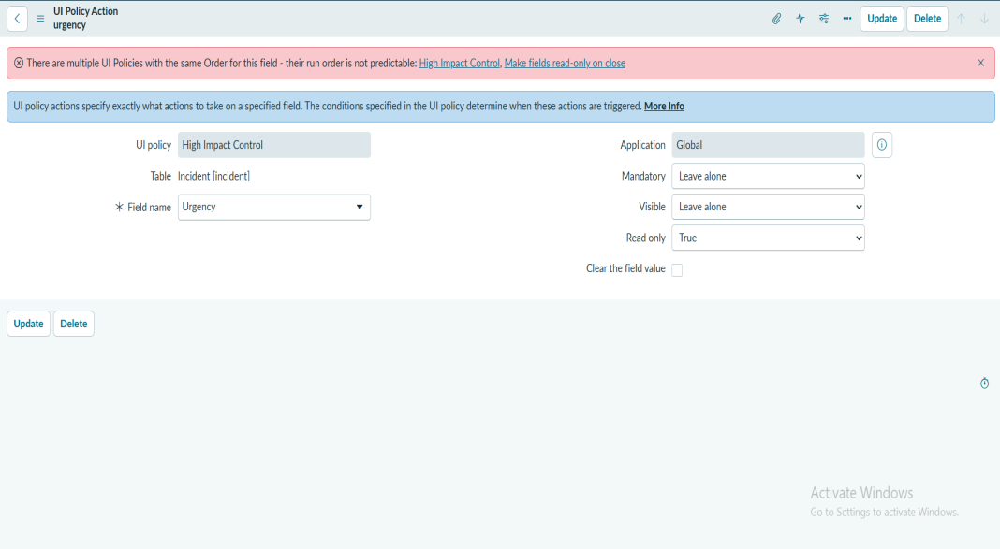 UI Policy Action
urgency
Update
Delete
There are multiple UI Policies with the same Order for this field - their run order is not predictable: High Impact Control, Make fields read-only on close
X
UI policy actions specify exactly what actions to take on a specified field. The conditions specified in the UI policy determine when these actions are triggered. More Info
UI policy High Impact Control
Table Incident [incident]
Field name Urgency
Application Global
Mandatory Leave alone
Visible Leave alone
Read only True
Clear the field value
Update
Delete
Activate Windows
Go to Settings to activate Windows.